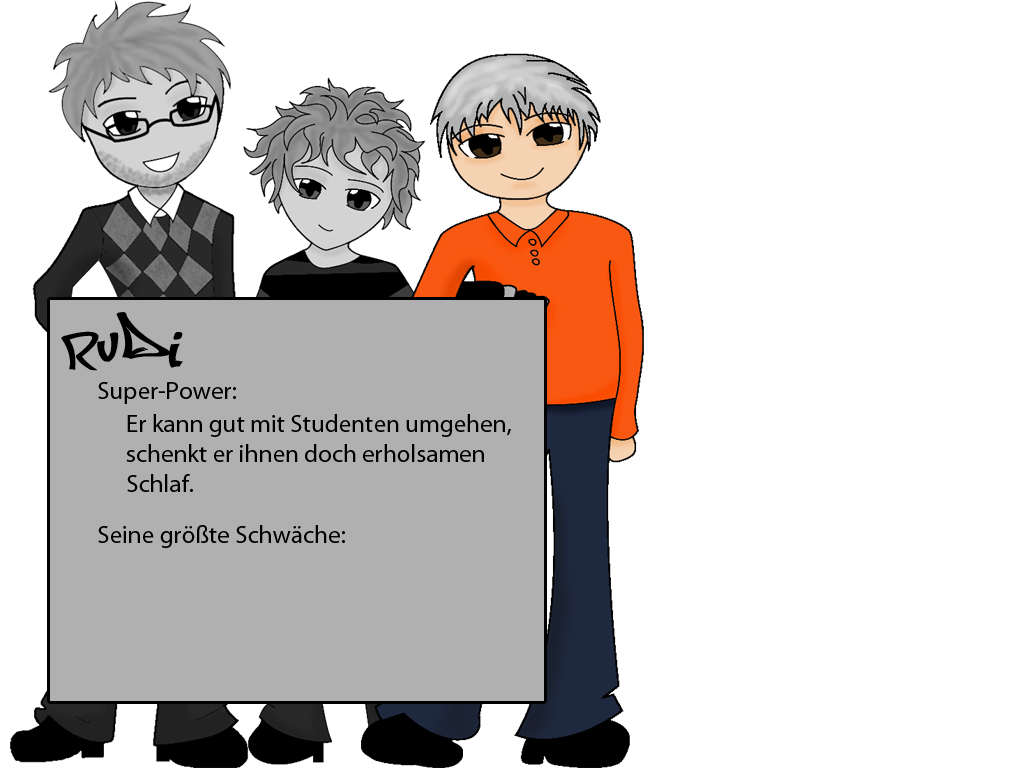 RuDi
Super-Power:
Er kann gut mit Studenten umgehen,
schenkt er ihnen doch erholsamen
Schlaf.
Seine größte Schwäche: